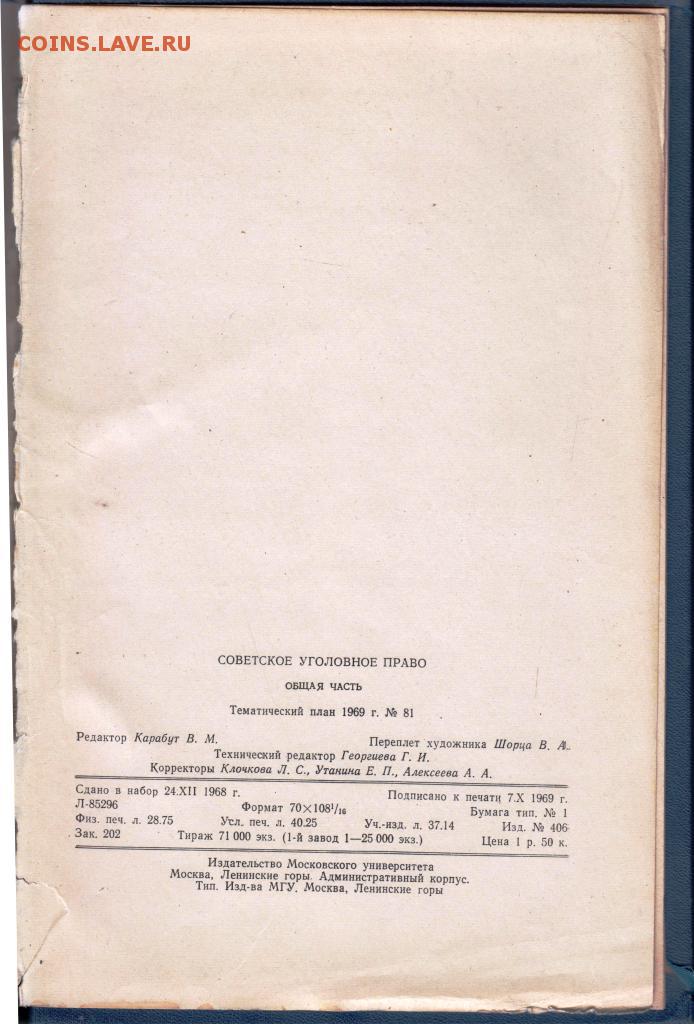 COINS.LAVE.RU
СОВЕТСКОЕ УГОЛОВНОЕ ПРАВО
ОБЩАЯ ЧАСТЬ
Тематический план 1969 г. № 81
Редактор Карабут В. М. Переплет художника Шорца В. А.
Технический редактор Георгиева Г. И.
Корректоры Клочкова Л. С., Утанина Е. П., Алексеева А. А.
Сдано в набор 24.XII 1968 г. Подписано к печати 7.X 1969 г.
Л-85296 Формат 70×108¹/₁₆ Бумага тип. № 1
Физ. печ. л. 28.75 Усл. печ. л. 40.25 Уч.-изд. л. 37.14 Изд. № 406
Зак. 202 Тираж 71 000 экз. (1-й завод 1—25 000 экз.) Цена 1 р. 50 к.
Издательство Московского университета
Москва, Ленинские горы. Административный корпус.
Тип. Изд-ва МГУ. Москва, Ленинские горы